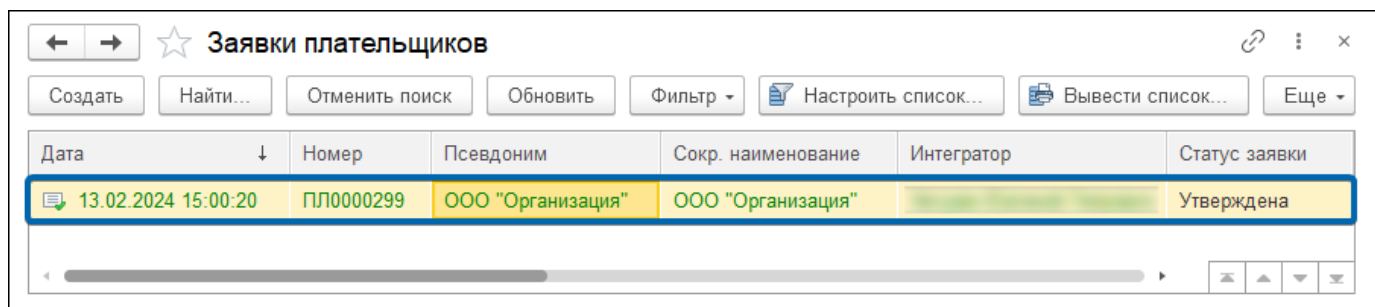 Заявки плательщиков
Создать Найти... Отменить поиск Обновить Фильтр Настроить список... Вывести список... Еще
Дата Номер Псевдоним Сокр. наименование Интегратор Статус заявки
13.02.2024 15:00:20 ПЛ0000299 ООО "Организация" ООО "Организация" Утверждена